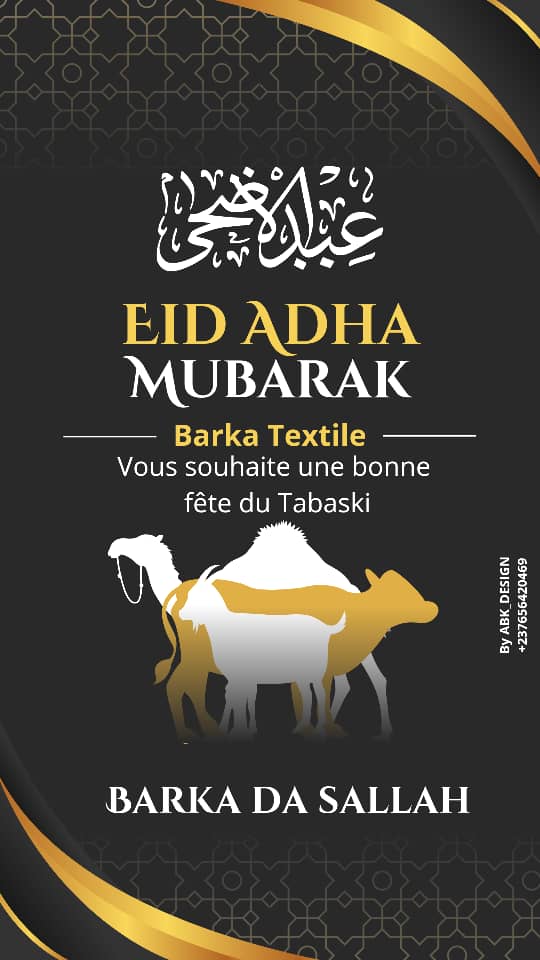 عيد الاضحى
EID ADHA
MUBARAK
Barka Textile
Vous souhaite une bonne
fête du Tabaski
By ABK_DESIGN
+237656420469
BARKA DA SALLAH